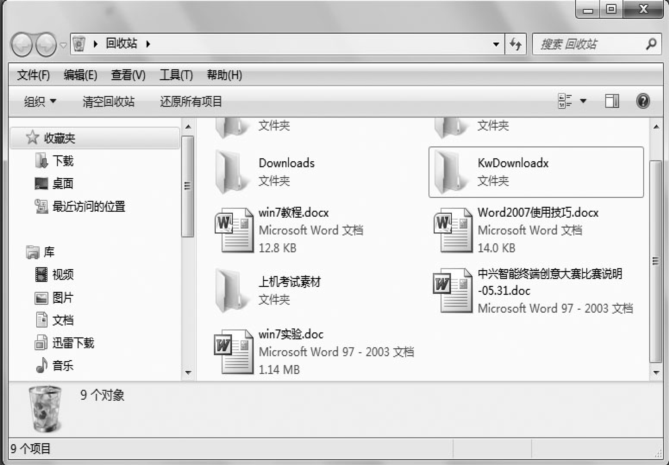 回收站
搜索 回收站
文件(F) 编辑(E) 查看(V) 工具(T) 帮助(H)
组织 清空回收站 还原所有项目
收藏夹
下载
桌面
最近访问的位置
库
视频
图片
文档
迅雷下载
音乐
文件夹
文件夹
Downloads
文件夹
KwDownloadx
文件夹
win7教程.docx
Microsoft Word 文档
12.8 KB
Word2007使用技巧.docx
Microsoft Word 文档
14.0 KB
上机考试素材
文件夹
中兴智能终端创意大赛比赛说明
-05.31.doc
Microsoft Word 97 - 2003 文档
win7实验.doc
Microsoft Word 97 - 2003 文档
1.14 MB
9 个对象
9 个项目